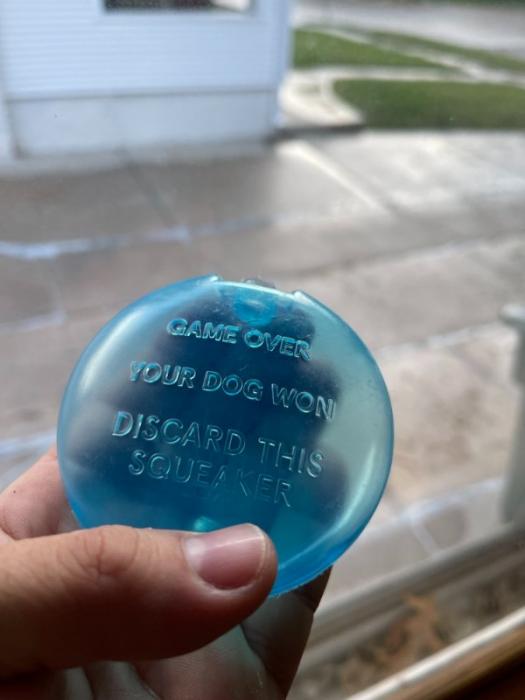 GAME OVER
YOUR DOG WON
DISCARD THIS
SQUEAKER